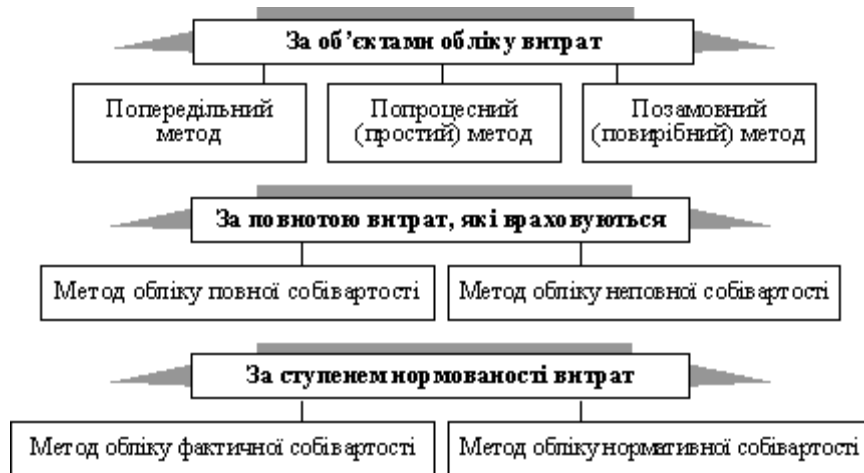 За об’єктами обліку витрат
Попередільний
метод
Попроцесний
(простий) метод
Позамовний
(повирібний) метод
За повнотою витрат, які враховуються
Метод обліку повної собівартості
Метод обліку неповної собівартості
За ступенем нормованості витрат
Метод обліку фактичної собівартості
Метод обліку нормативної собівартості